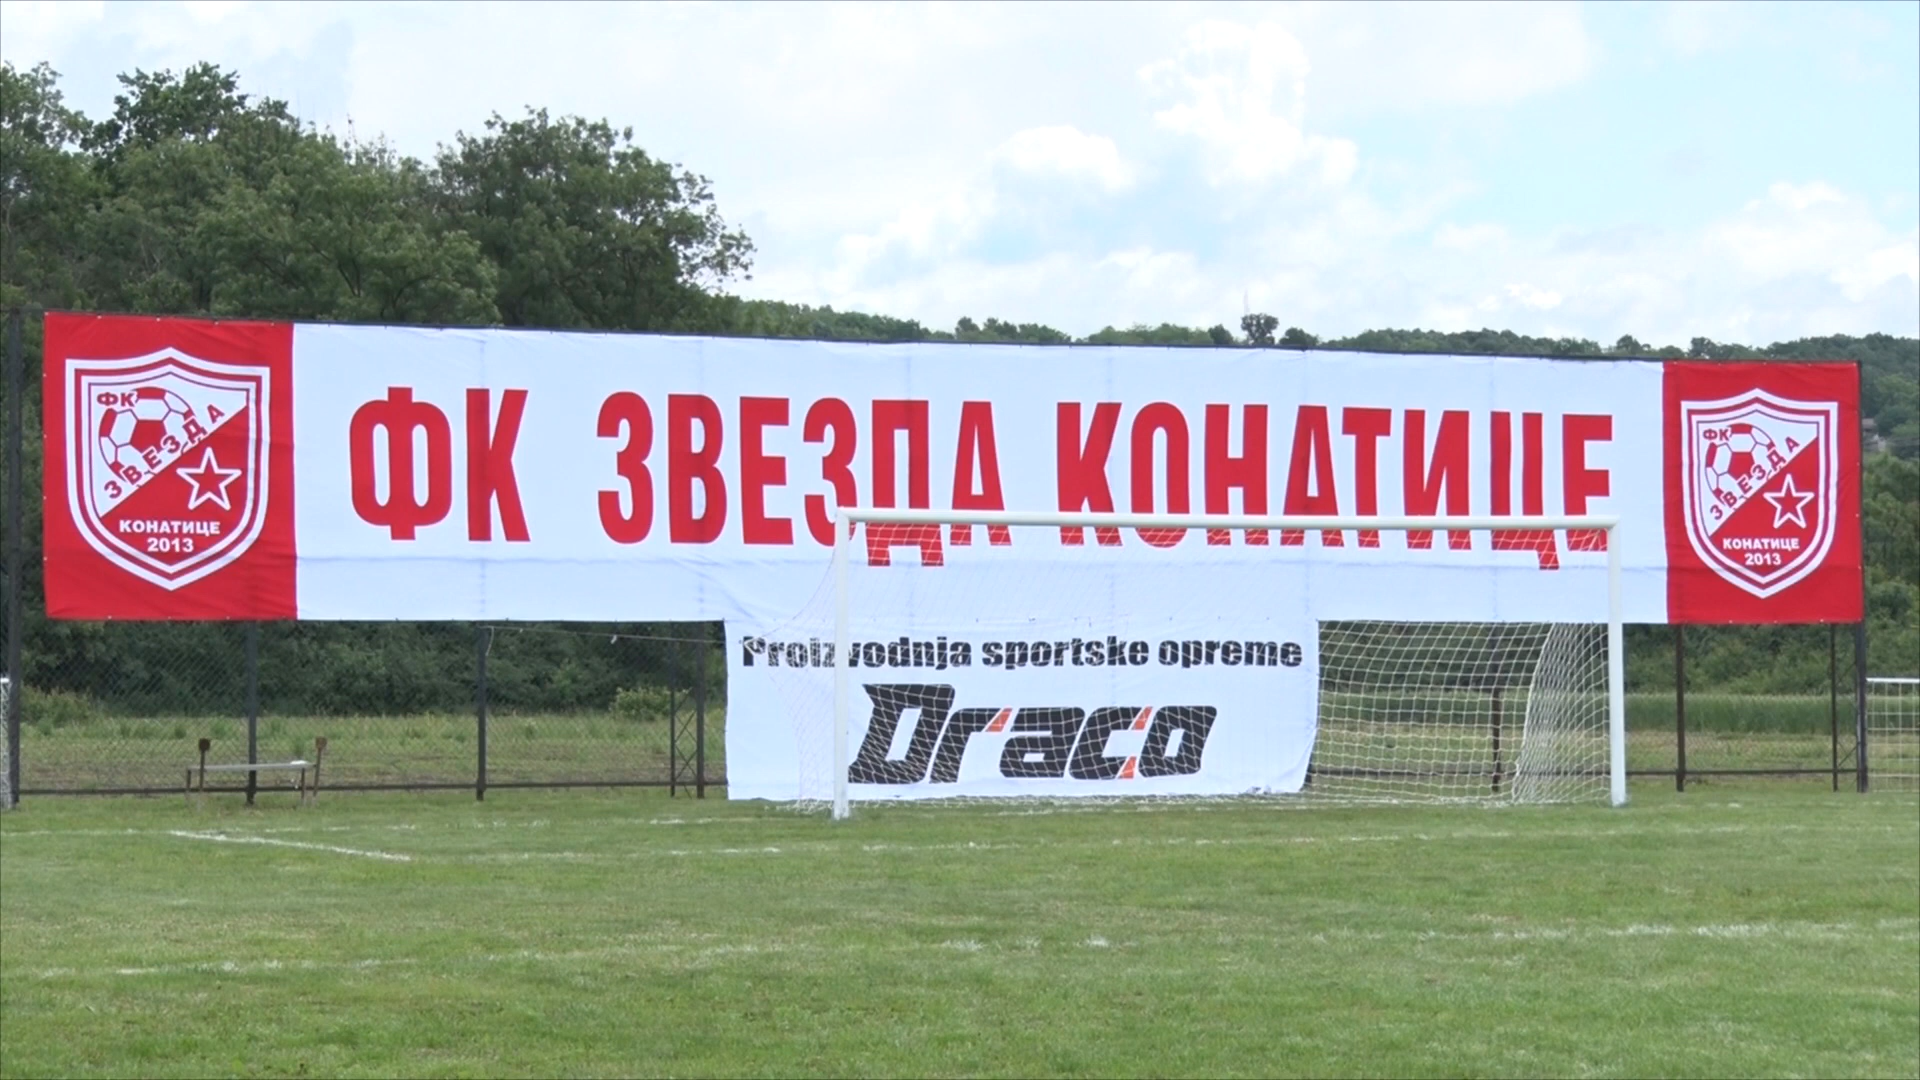 ФК
ЗВЕЗДА
КОНАТИЦЕ
2013
ФК ЗВЕЗДА КОНАТИЦЕ
ФК
ЗВЕЗДА
КОНАТИЦЕ
2013
Proizvodnja sportske opreme
Draco